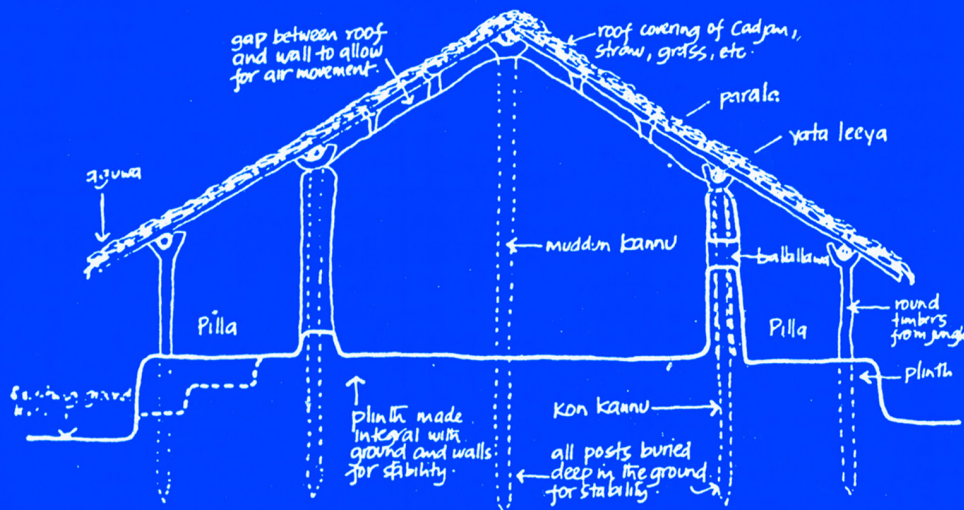 gap between roof
and wall to allow
for air movement.
roof covering of Cadjan,
straw, grass, etc.
parala
yata leeya
muddun kannu
Pilla
Pilla
round
timbers
from jungle
plinth
plinth made
integral with
ground and walls
for stability.
kon kannu
all posts buried
deep in the ground
for stability.